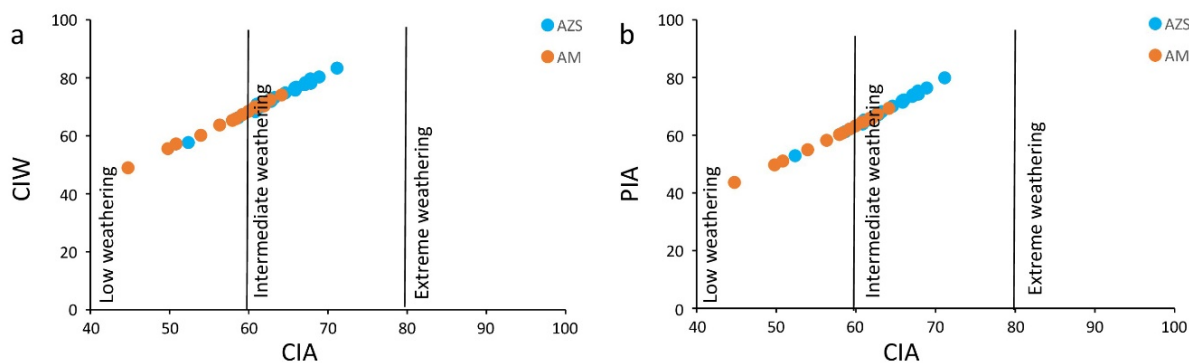 a
100
80
60
40
20
0
CIW
40 50 60 70 80 90 100
CIA
Low weathering
Intermediate weathering
Extreme weathering
AZS
AM
b
100
80
60
40
20
0
PIA
40 50 60 70 80 90 100
CIA
Low weathering
Intermediate weathering
Extreme weathering
AZS
AM